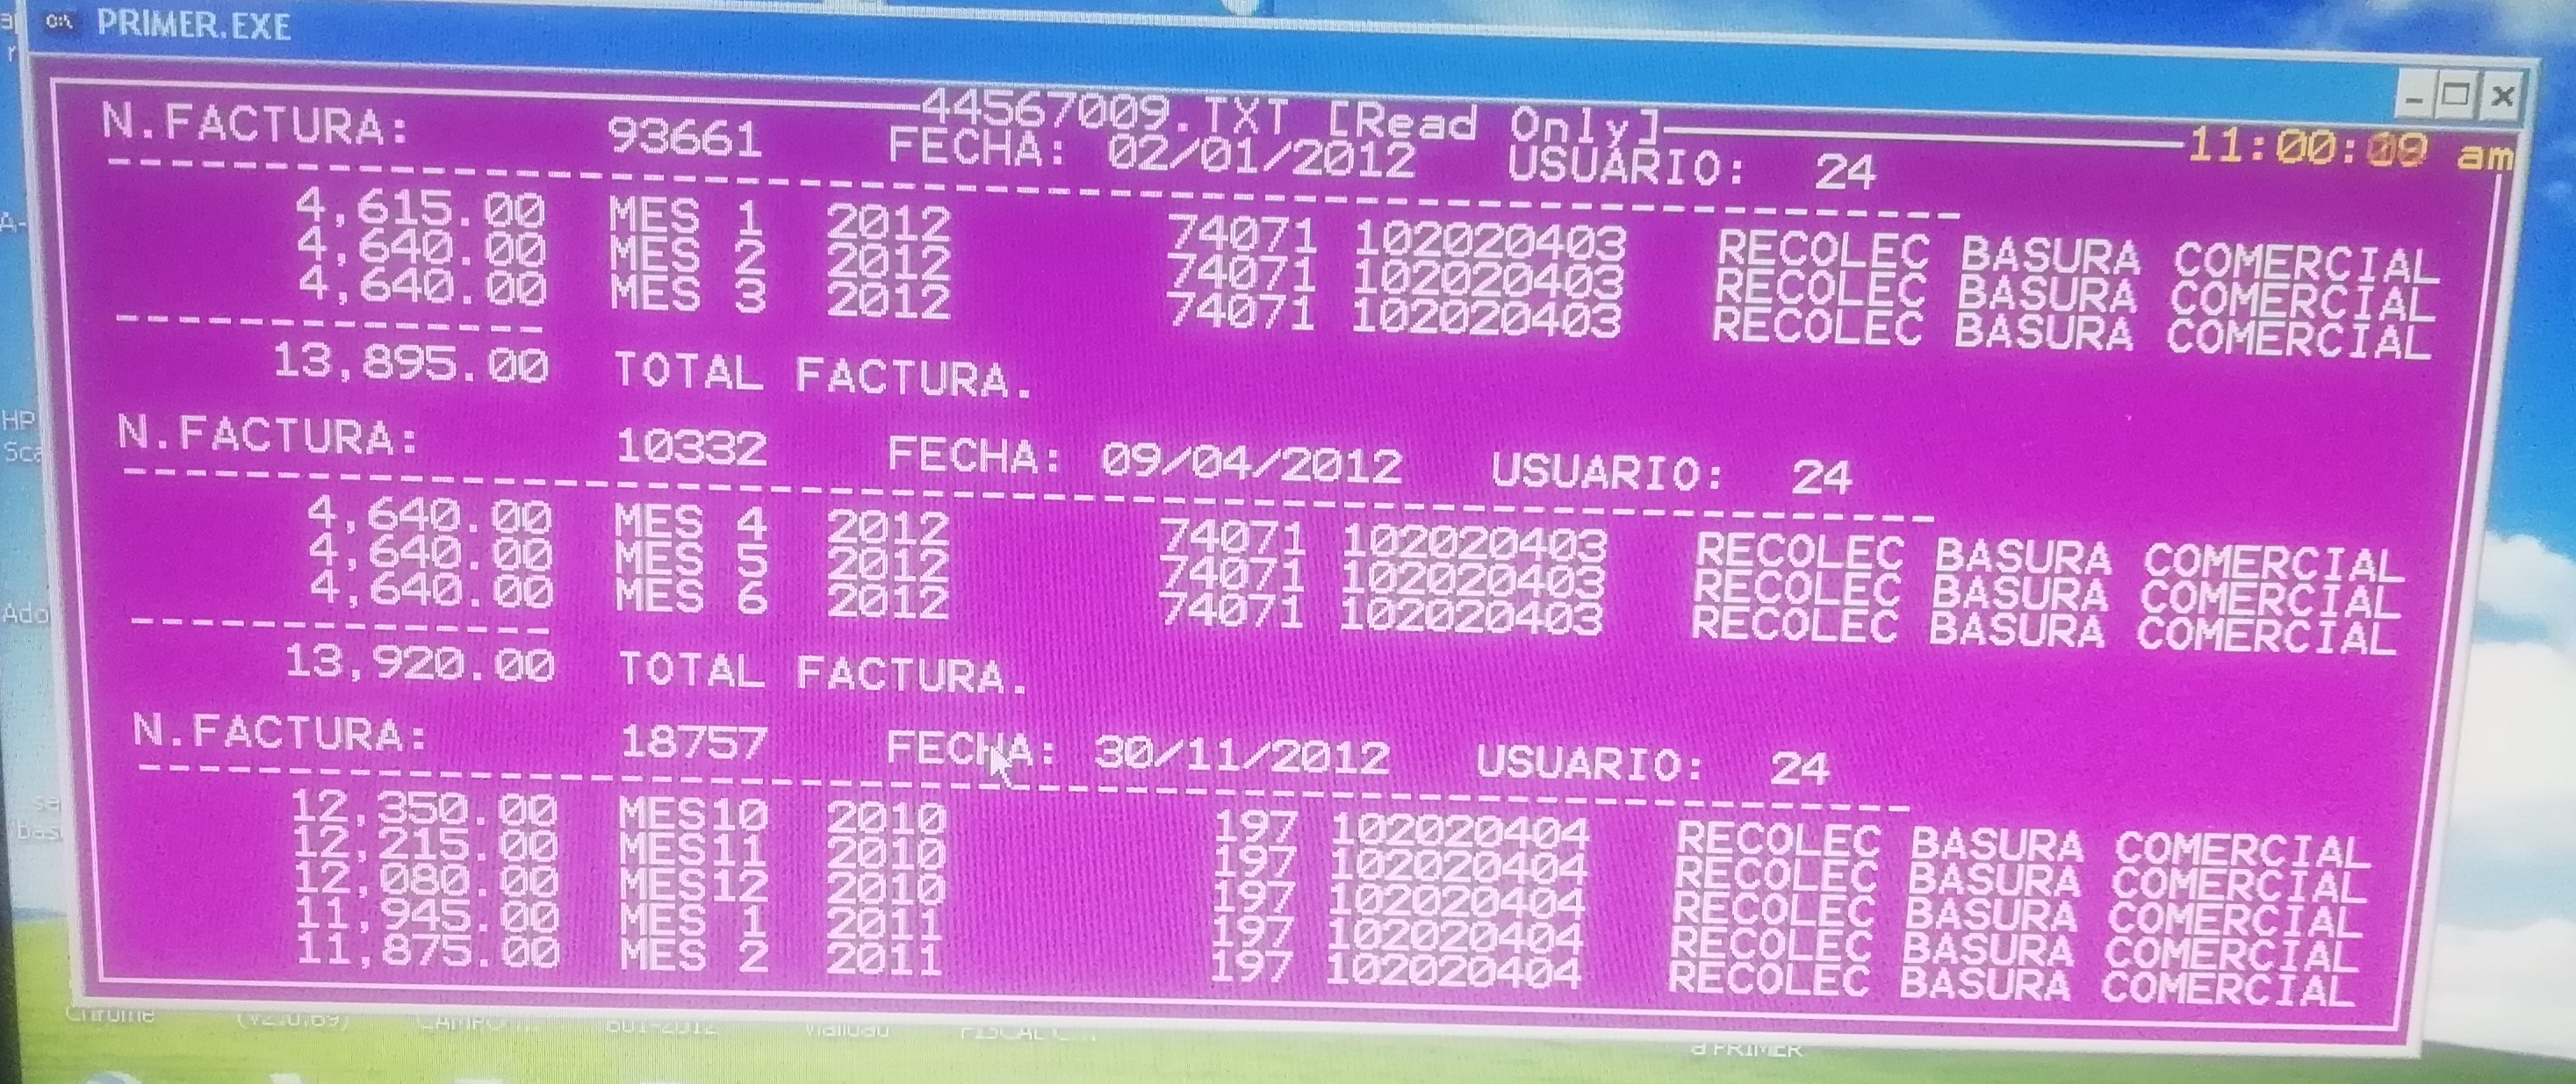 PRIMER.EXE
44567009.TXT [Read Only]
11:00:09 am
N.FACTURA: 93661 FECHA: 02/01/2012 USUARIO: 24
--------------------------------------------------------------
4,615.00 MES 1 2012 74071 102020403 RECOLEC BASURA COMERCIAL
4,640.00 MES 2 2012 74071 102020403 RECOLEC BASURA COMERCIAL
4,640.00 MES 3 2012 74071 102020403 RECOLEC BASURA COMERCIAL
--------------
13,895.00 TOTAL FACTURA.
N.FACTURA: 10332 FECHA: 09/04/2012 USUARIO: 24
--------------------------------------------------------------
4,640.00 MES 4 2012 74071 102020403 RECOLEC BASURA COMERCIAL
4,640.00 MES 5 2012 74071 102020403 RECOLEC BASURA COMERCIAL
4,640.00 MES 6 2012 74071 102020403 RECOLEC BASURA COMERCIAL
--------------
13,920.00 TOTAL FACTURA.
N.FACTURA: 18757 FECHA: 30/11/2012 USUARIO: 24
--------------------------------------------------------------
12,350.00 MES10 2010 197 102020404 RECOLEC BASURA COMERCIAL
12,215.00 MES11 2010 197 102020404 RECOLEC BASURA COMERCIAL
12,080.00 MES12 2010 197 102020404 RECOLEC BASURA COMERCIAL
11,945.00 MES 1 2011 197 102020404 RECOLEC BASURA COMERCIAL
11,875.00 MES 2 2011 197 102020404 RECOLEC BASURA COMERCIAL
HP
Chrome
a PRIMER